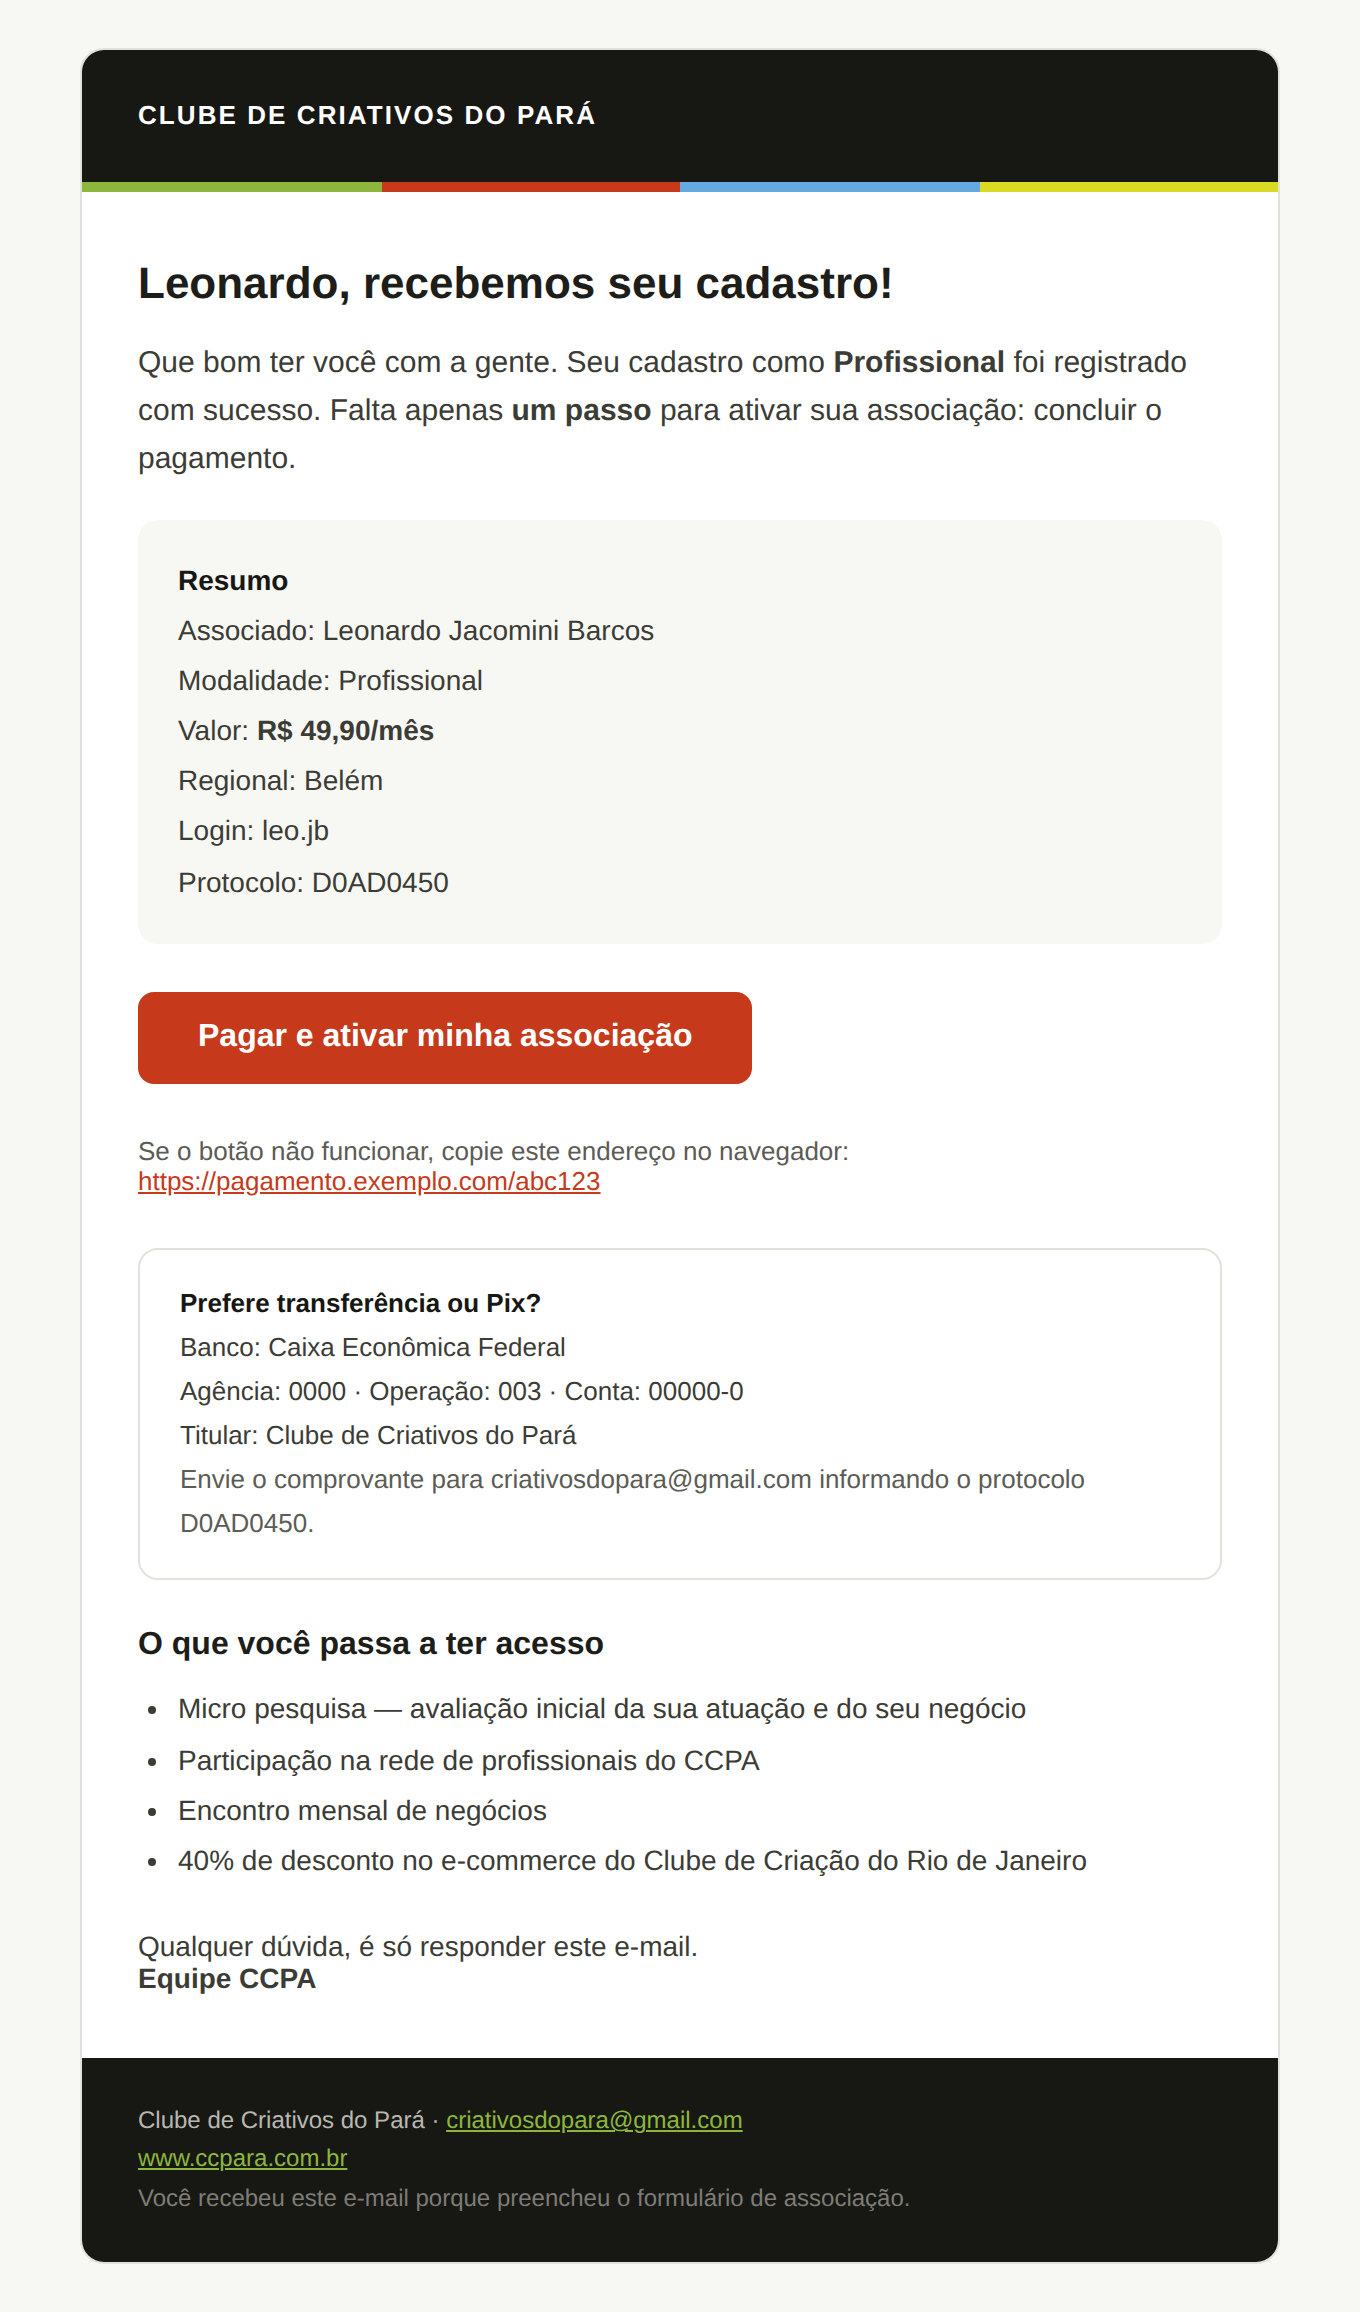 CLUBE DE CRIATIVOS DO PARÁ
Leonardo, recebemos seu cadastro!
Que bom ter você com a gente. Seu cadastro como Profissional foi registrado
com sucesso. Falta apenas um passo para ativar sua associação: concluir o
pagamento.
Resumo
Associado: Leonardo Jacomini Barcos
Modalidade: Profissional
Valor: R$ 49,90/mês
Regional: Belém
Login: leo.jb
Protocolo: D0AD0450
Pagar e ativar minha associação
Se o botão não funcionar, copie este endereço no navegador:
https://pagamento.exemplo.com/abc123
Prefere transferência ou Pix?
Banco: Caixa Econômica Federal
Agência: 0000 · Operação: 003 · Conta: 00000-0
Titular: Clube de Criativos do Pará
Envie o comprovante para criativosdopara@gmail.com informando o protocolo
D0AD0450.
O que você passa a ter acesso
• Micro pesquisa — avaliação inicial da sua atuação e do seu negócio
• Participação na rede de profissionais do CCPA
• Encontro mensal de negócios
• 40% de desconto no e-commerce do Clube de Criação do Rio de Janeiro
Qualquer dúvida, é só responder este e-mail.
Equipe CCPA
Clube de Criativos do Pará · criativosdopara@gmail.com
www.ccpara.com.br
Você recebeu este e-mail porque preencheu o formulário de associação.